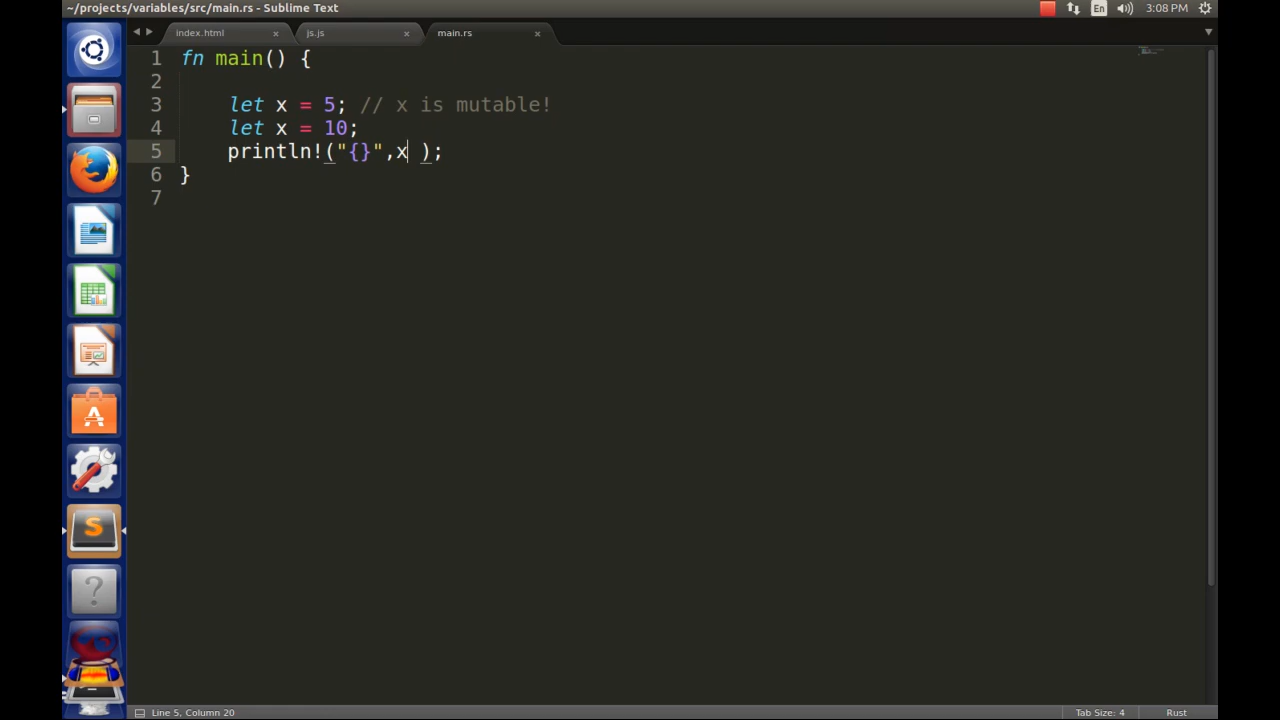 ~/projects/variables/src/main.rs - Sublime Text
En
3:08 PM
index.html × js.js × main.rs ×
1 fn main() {
2
3 let x = 5; // x is mutable!
4 let x = 10;
5 println!("{}",x );
6 }
7
Line 5, Column 20
Tab Size: 4
Rust